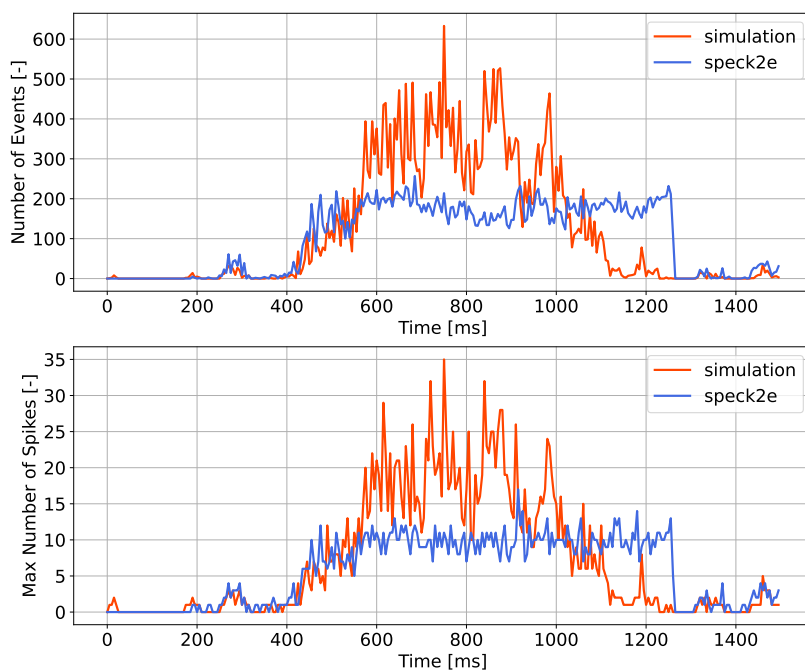 simulation
speck2e
Number of Events [-]
600
500
400
300
200
100
0
0 200 400 600 800 1000 1200 1400
Time [ms]
simulation
speck2e
Max Number of Spikes [-]
35
30
25
20
15
10
5
0
0 200 400 600 800 1000 1200 1400
Time [ms]